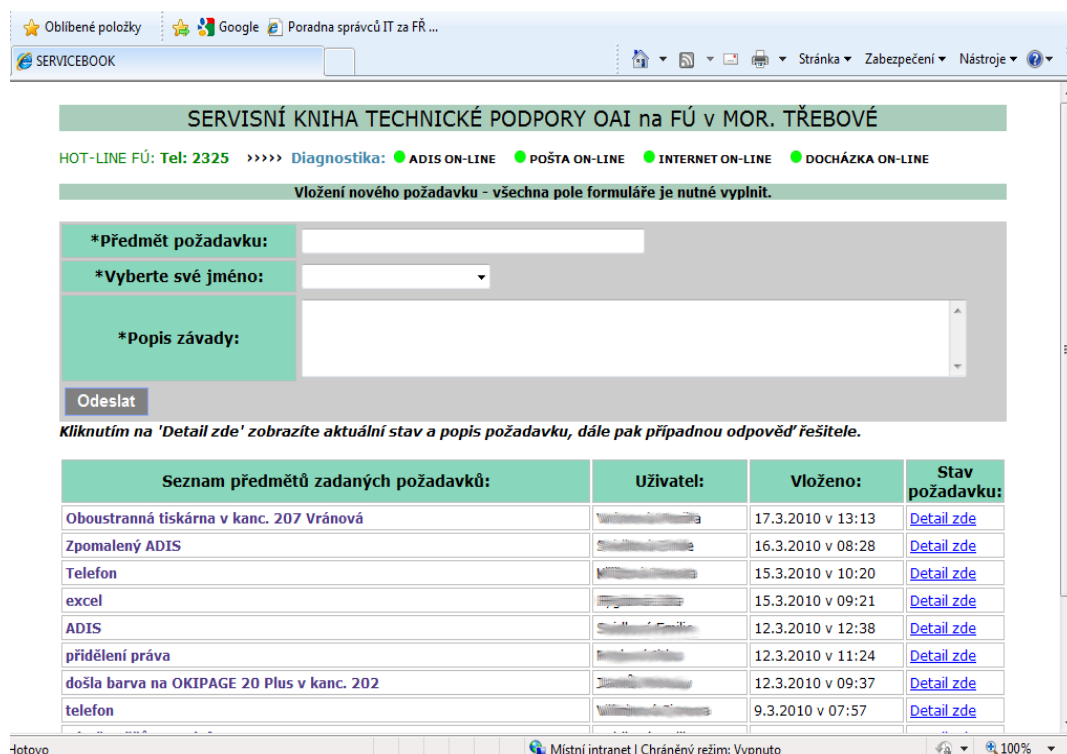 Oblíbené položky Google Poradna správců IT za FŘ ...
SERVICEBOOK Stránka Zabezpečení Nástroje
SERVISNÍ KNIHA TECHNICKÉ PODPORY OAI na FÚ v MOR. TŘEBOVÉ
HOT-LINE FÚ: Tel: 2325 >>>>> Diagnostika: ADIS ON-LINE POŠTA ON-LINE INTERNET ON-LINE DOCHÁZKA ON-LINE
Vložení nového požadavku - všechna pole formuláře je nutné vyplnit.
*Předmět požadavku:
*Vyberte své jméno:
*Popis závady:
Odeslat
Kliknutím na 'Detail zde' zobrazíte aktuální stav a popis požadavku, dále pak případnou odpověď řešitele.
Seznam předmětů zadaných požadavků: Uživatel: Vloženo: Stav požadavku:
Oboustranná tiskárna v kanc. 207 Vránová 17.3.2010 v 13:13 Detail zde
Zpomalený ADIS 16.3.2010 v 08:28 Detail zde
Telefon 15.3.2010 v 10:20 Detail zde
excel 15.3.2010 v 09:21 Detail zde
ADIS 12.3.2010 v 12:38 Detail zde
přidělení práva 12.3.2010 v 11:24 Detail zde
došla barva na OKIPAGE 20 Plus v kanc. 202 12.3.2010 v 09:37 Detail zde
telefon 9.3.2010 v 07:57 Detail zde
Hotovo Místní intranet | Chráněný režim: Vypnuto 100%